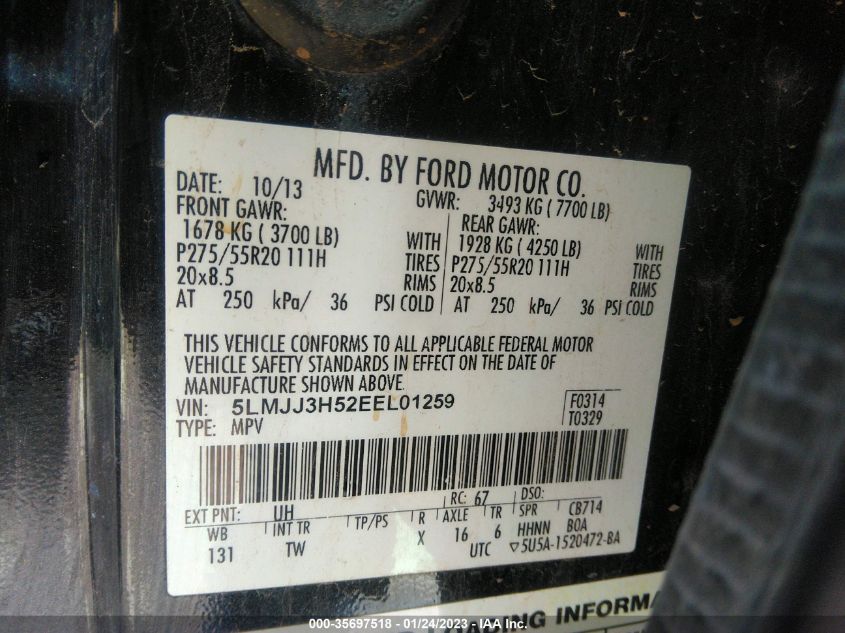 MFD. BY FORD MOTOR CO.
DATE: 10/13 GVWR: 3493 KG ( 7700 LB)
FRONT GAWR: REAR GAWR:
1678 KG ( 3700 LB) WITH 1928 KG ( 4250 LB) WITH
P275/55R20 111H TIRES P275/55R20 111H TIRES
20x8.5 RIMS 20x8.5 RIMS
AT 250 kPa/ 36 PSI COLD AT 250 kPa/ 36 PSI COLD
THIS VEHICLE CONFORMS TO ALL APPLICABLE FEDERAL MOTOR
VEHICLE SAFETY STANDARDS IN EFFECT ON THE DATE OF
MANUFACTURE SHOWN ABOVE.
VIN: 5LMJJ3H52EEL01259 F0314
TYPE: MPV T0329
EXT PNT: UH RC: 67 DSO:
WB INT TR TP/PS R AXLE TR SPR CB714
131 TW X 16 6 HHNN BOA
UTC ▽5U5A-1520472-BA
LOADING INFORMA
000-35697518 - 01/24/2023 - IAA Inc.